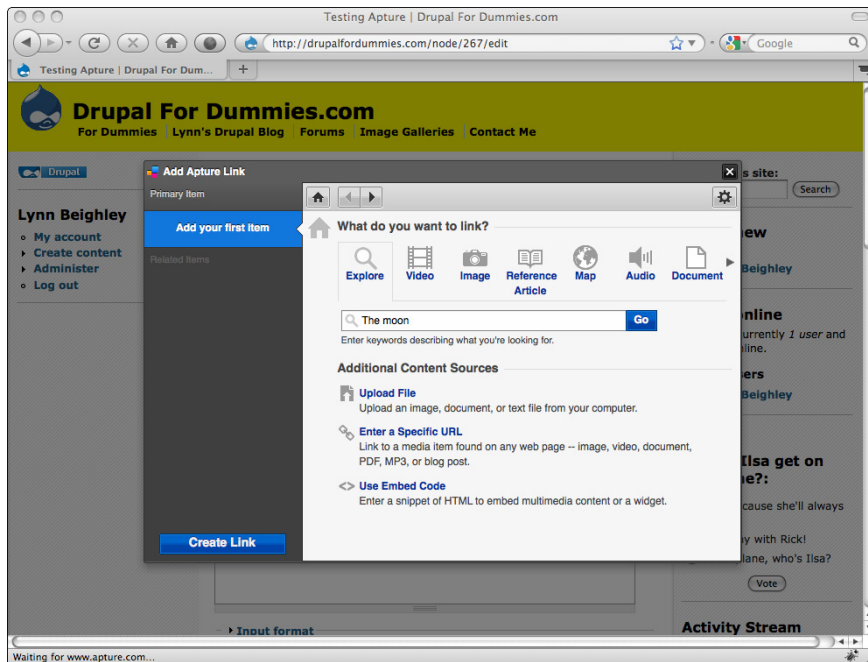 Testing Apture | Drupal For Dummies.com
http://drupalfordummies.com/node/267/edit
Google
Testing Apture | Drupal For Dum...
Drupal For Dummies.com
For Dummies Lynn's Drupal Blog Forums Image Galleries Contact Me
Drupal
Lynn Beighley
My account
Create content
Administer
Log out
Add Apture Link
Primary Item
Add your first item
Related Items
What do you want to link?
Explore Video Image Reference Article Map Audio Document
The moon Go
Enter keywords describing what you're looking for.
Additional Content Sources
Upload File
Upload an image, document, or text file from your computer.
Enter a Specific URL
Link to a media item found on any web page -- image, video, document,
PDF, MP3, or blog post.
Use Embed Code
Enter a snippet of HTML to embed multimedia content or a widget.
Create Link
Input format
s site:
Search
ew
Beighley
nline
urrently 1 user and
line.
ers
Beighley
Ilsa get on
e?:
cause she'll always
y with Rick!
lane, who's Ilsa?
Vote
Activity Stream
Waiting for www.apture.com...